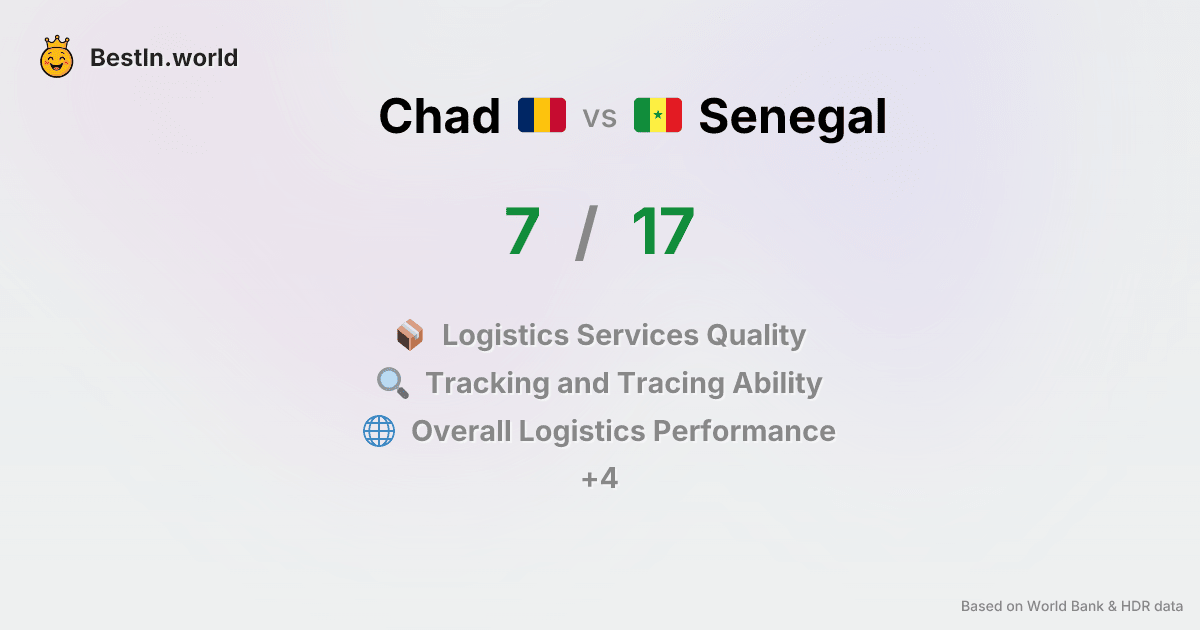 BestIn.world
Chad vs Senegal
7 / 17
Logistics Services Quality
Tracking and Tracing Ability
Overall Logistics Performance
+4
Based on World Bank & HDR data